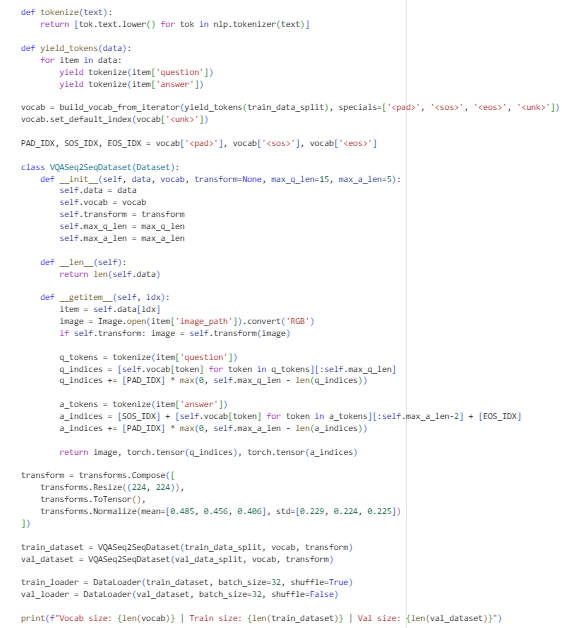 def tokenize(text):
    return [tok.text.lower() for tok in nlp.tokenizer(text)]

def yield_tokens(data):
    for item in data:
        yield tokenize(item['question'])
        yield tokenize(item['answer'])

vocab = build_vocab_from_iterator(yield_tokens(train_data_split), specials=['<pad>', '<sos>', '<eos>', '<unk>'])
vocab.set_default_index(vocab['<unk>'])

PAD_IDX, SOS_IDX, EOS_IDX = vocab['<pad>'], vocab['<sos>'], vocab['<eos>']

class VQASeq2SeqDataset(Dataset):
    def __init__(self, data, vocab, transform=None, max_q_len=15, max_a_len=5):
        self.data = data
        self.vocab = vocab
        self.transform = transform
        self.max_q_len = max_q_len
        self.max_a_len = max_a_len

    def __len__(self):
        return len(self.data)

    def __getitem__(self, idx):
        item = self.data[idx]
        image = Image.open(item['image_path']).convert('RGB')
        if self.transform: image = self.transform(image)

        q_tokens = tokenize(item['question'])
        q_indices = [self.vocab[token] for token in q_tokens][:self.max_q_len]
        q_indices += [PAD_IDX] * max(0, self.max_q_len - len(q_indices))

        a_tokens = tokenize(item['answer'])
        a_indices = [SOS_IDX] + [self.vocab[token] for token in a_tokens][:self.max_a_len-2] + [EOS_IDX]
        a_indices += [PAD_IDX] * max(0, self.max_a_len - len(a_indices))

        return image, torch.tensor(q_indices), torch.tensor(a_indices)

transform = transforms.Compose([
    transforms.Resize((224, 224)),
    transforms.ToTensor(),
    transforms.Normalize(mean=[0.485, 0.456, 0.406], std=[0.229, 0.224, 0.225])
])

train_dataset = VQASeq2SeqDataset(train_data_split, vocab, transform)
val_dataset = VQASeq2SeqDataset(val_data_split, vocab, transform)

train_loader = DataLoader(train_dataset, batch_size=32, shuffle=True)
val_loader = DataLoader(val_dataset, batch_size=32, shuffle=False)

print(f"Vocab size: {len(vocab)} | Train size: {len(train_dataset)} | Val size: {len(val_dataset)}")